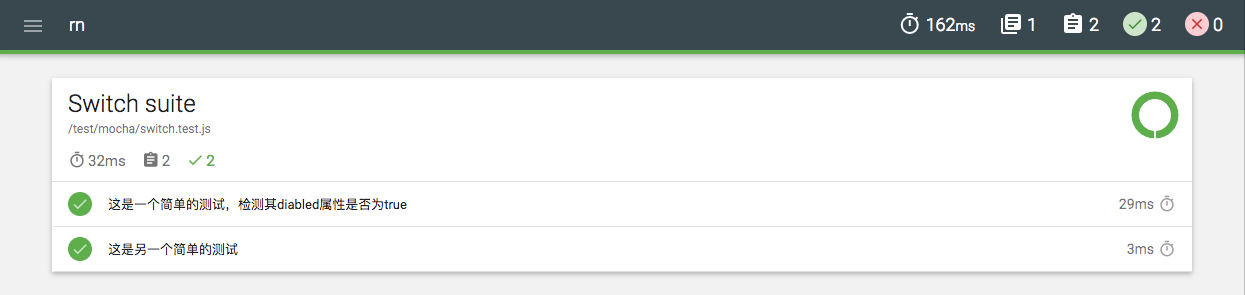 rn 162ms 1 2 2 0
Switch suite
/test/mocha/switch.test.js
32ms 2 2
这是一个简单的测试，检测其diabled属性是否为true 29ms
这是另一个简单的测试 3ms